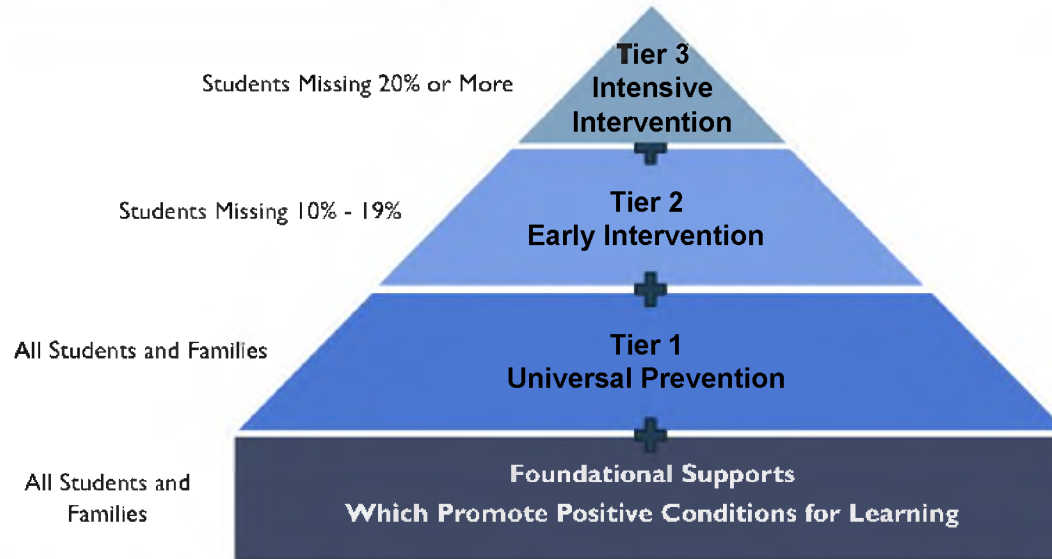 Tier 3
Intensive
Intervention
Students Missing 20% or More
Tier 2
Early Intervention
Students Missing 10% - 19%
Tier 1
Universal Prevention
All Students and Families
Foundational Supports
Which Promote Positive Conditions for Learning
All Students and
Families